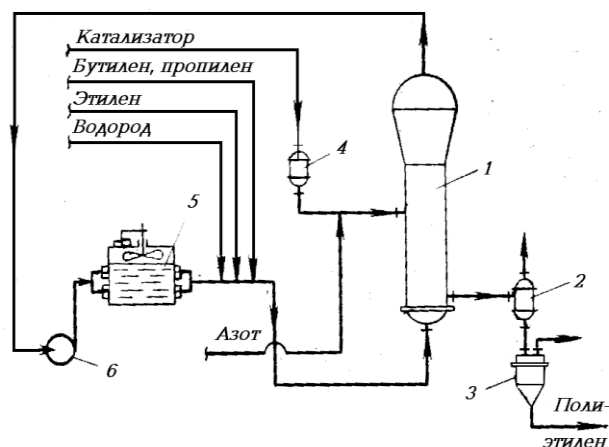 Катализатор
Бутилен, пропилен
Этилен
Водород
4
1
5
2
Азот
6
3
Поли-
этилен